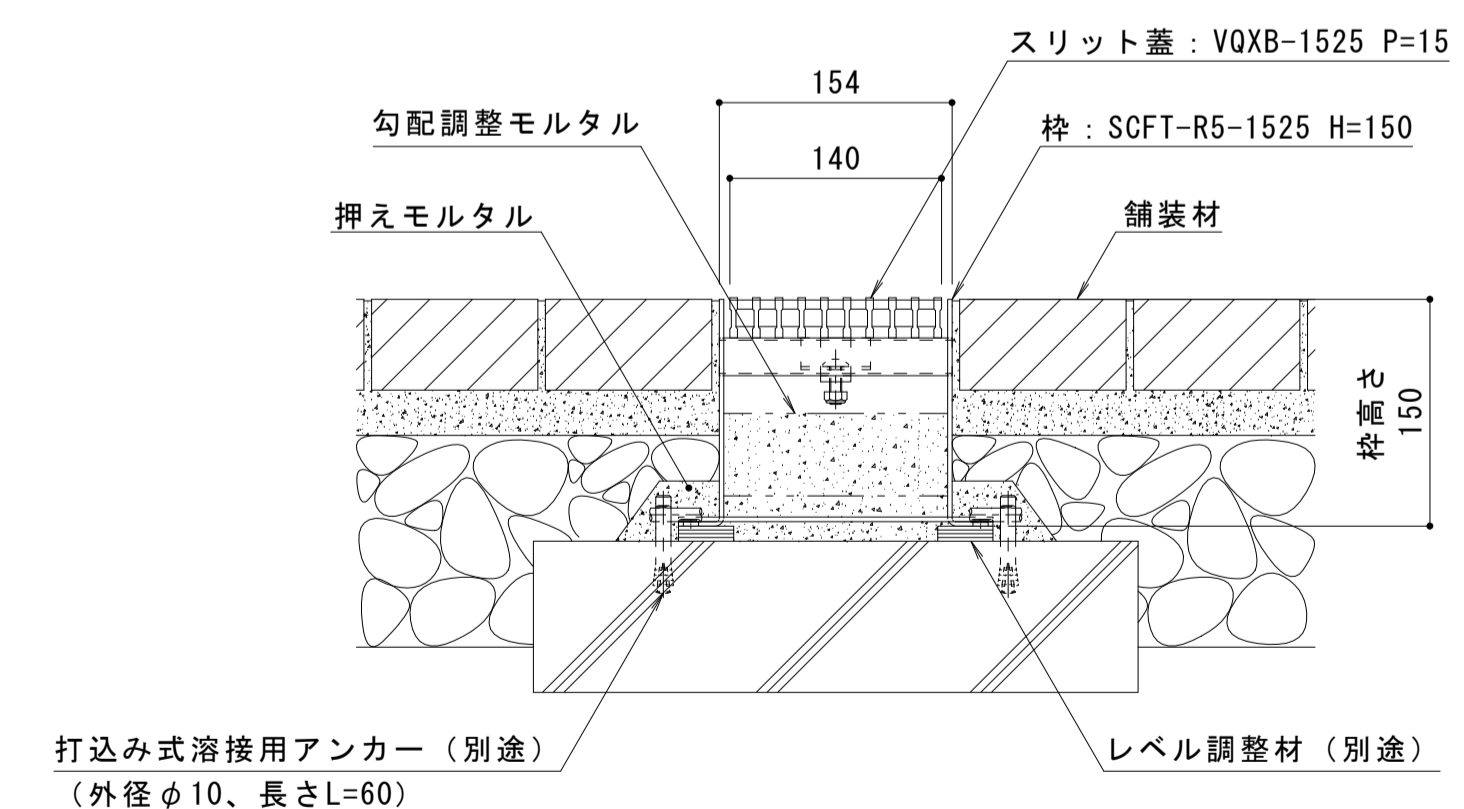 スリット蓋：VQXB-1525 P=15
154
勾配調整モルタル
枠：SCFT-R5-1525 H=150
140
押えモルタル
舗装材
枠高さ
150
打込み式溶接用アンカー（別途）
（外径φ10、長さL=60）
レベル調整材（別途）